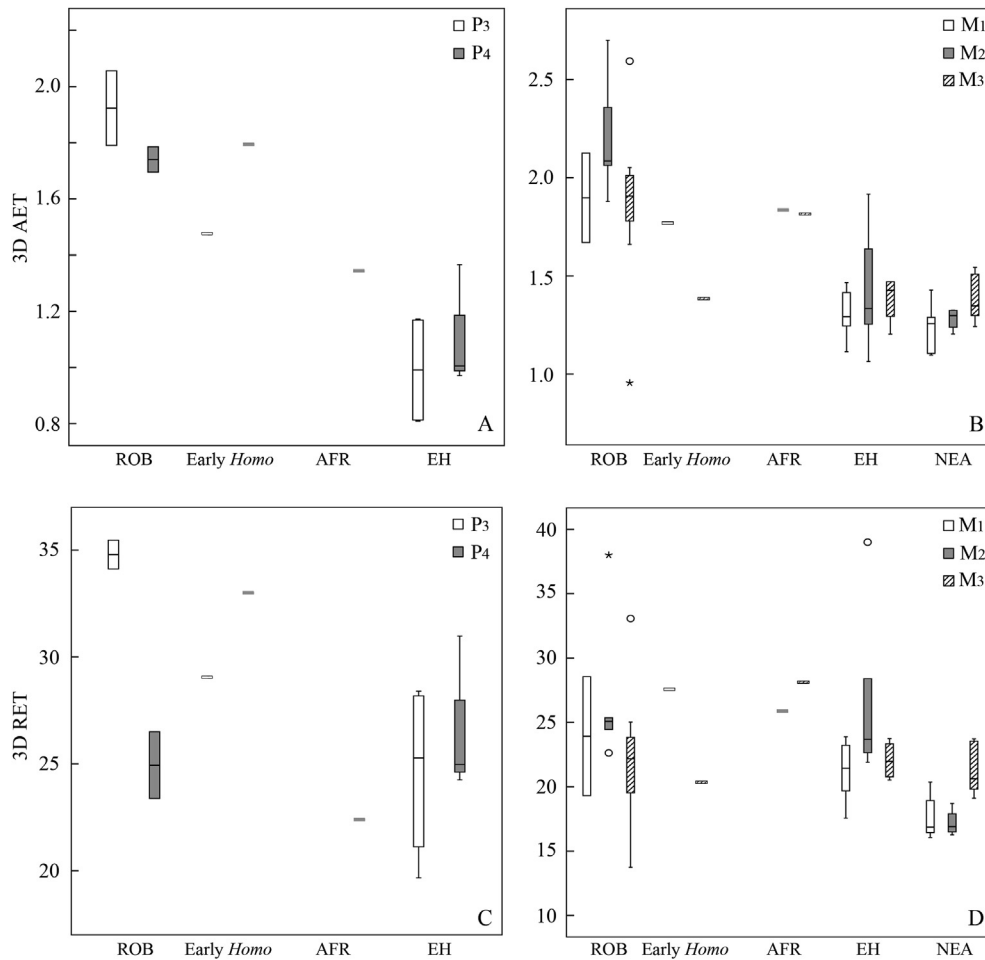 P3
P4
2.0
1.6
1.2
0.8
3D AET
A
ROB Early Homo AFR EH
M1
M2
M3
2.5
2.0
1.5
1.0
B
ROB Early Homo AFR EH NEA
P3
P4
35
30
25
20
3D RET
C
ROB Early Homo AFR EH
M1
M2
M3
40
35
30
25
20
15
10
D
ROB Early Homo AFR EH NEA